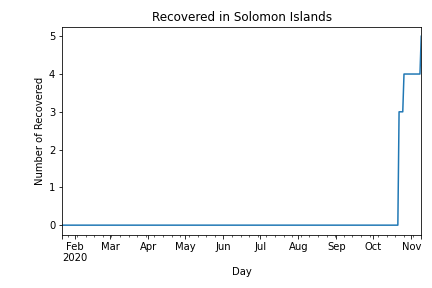 Recovered in Solomon Islands
Number of Recovered
5
4
3
2
1
0
Feb Mar Apr May Jun Jul Aug Sep Oct Nov
2020
Day